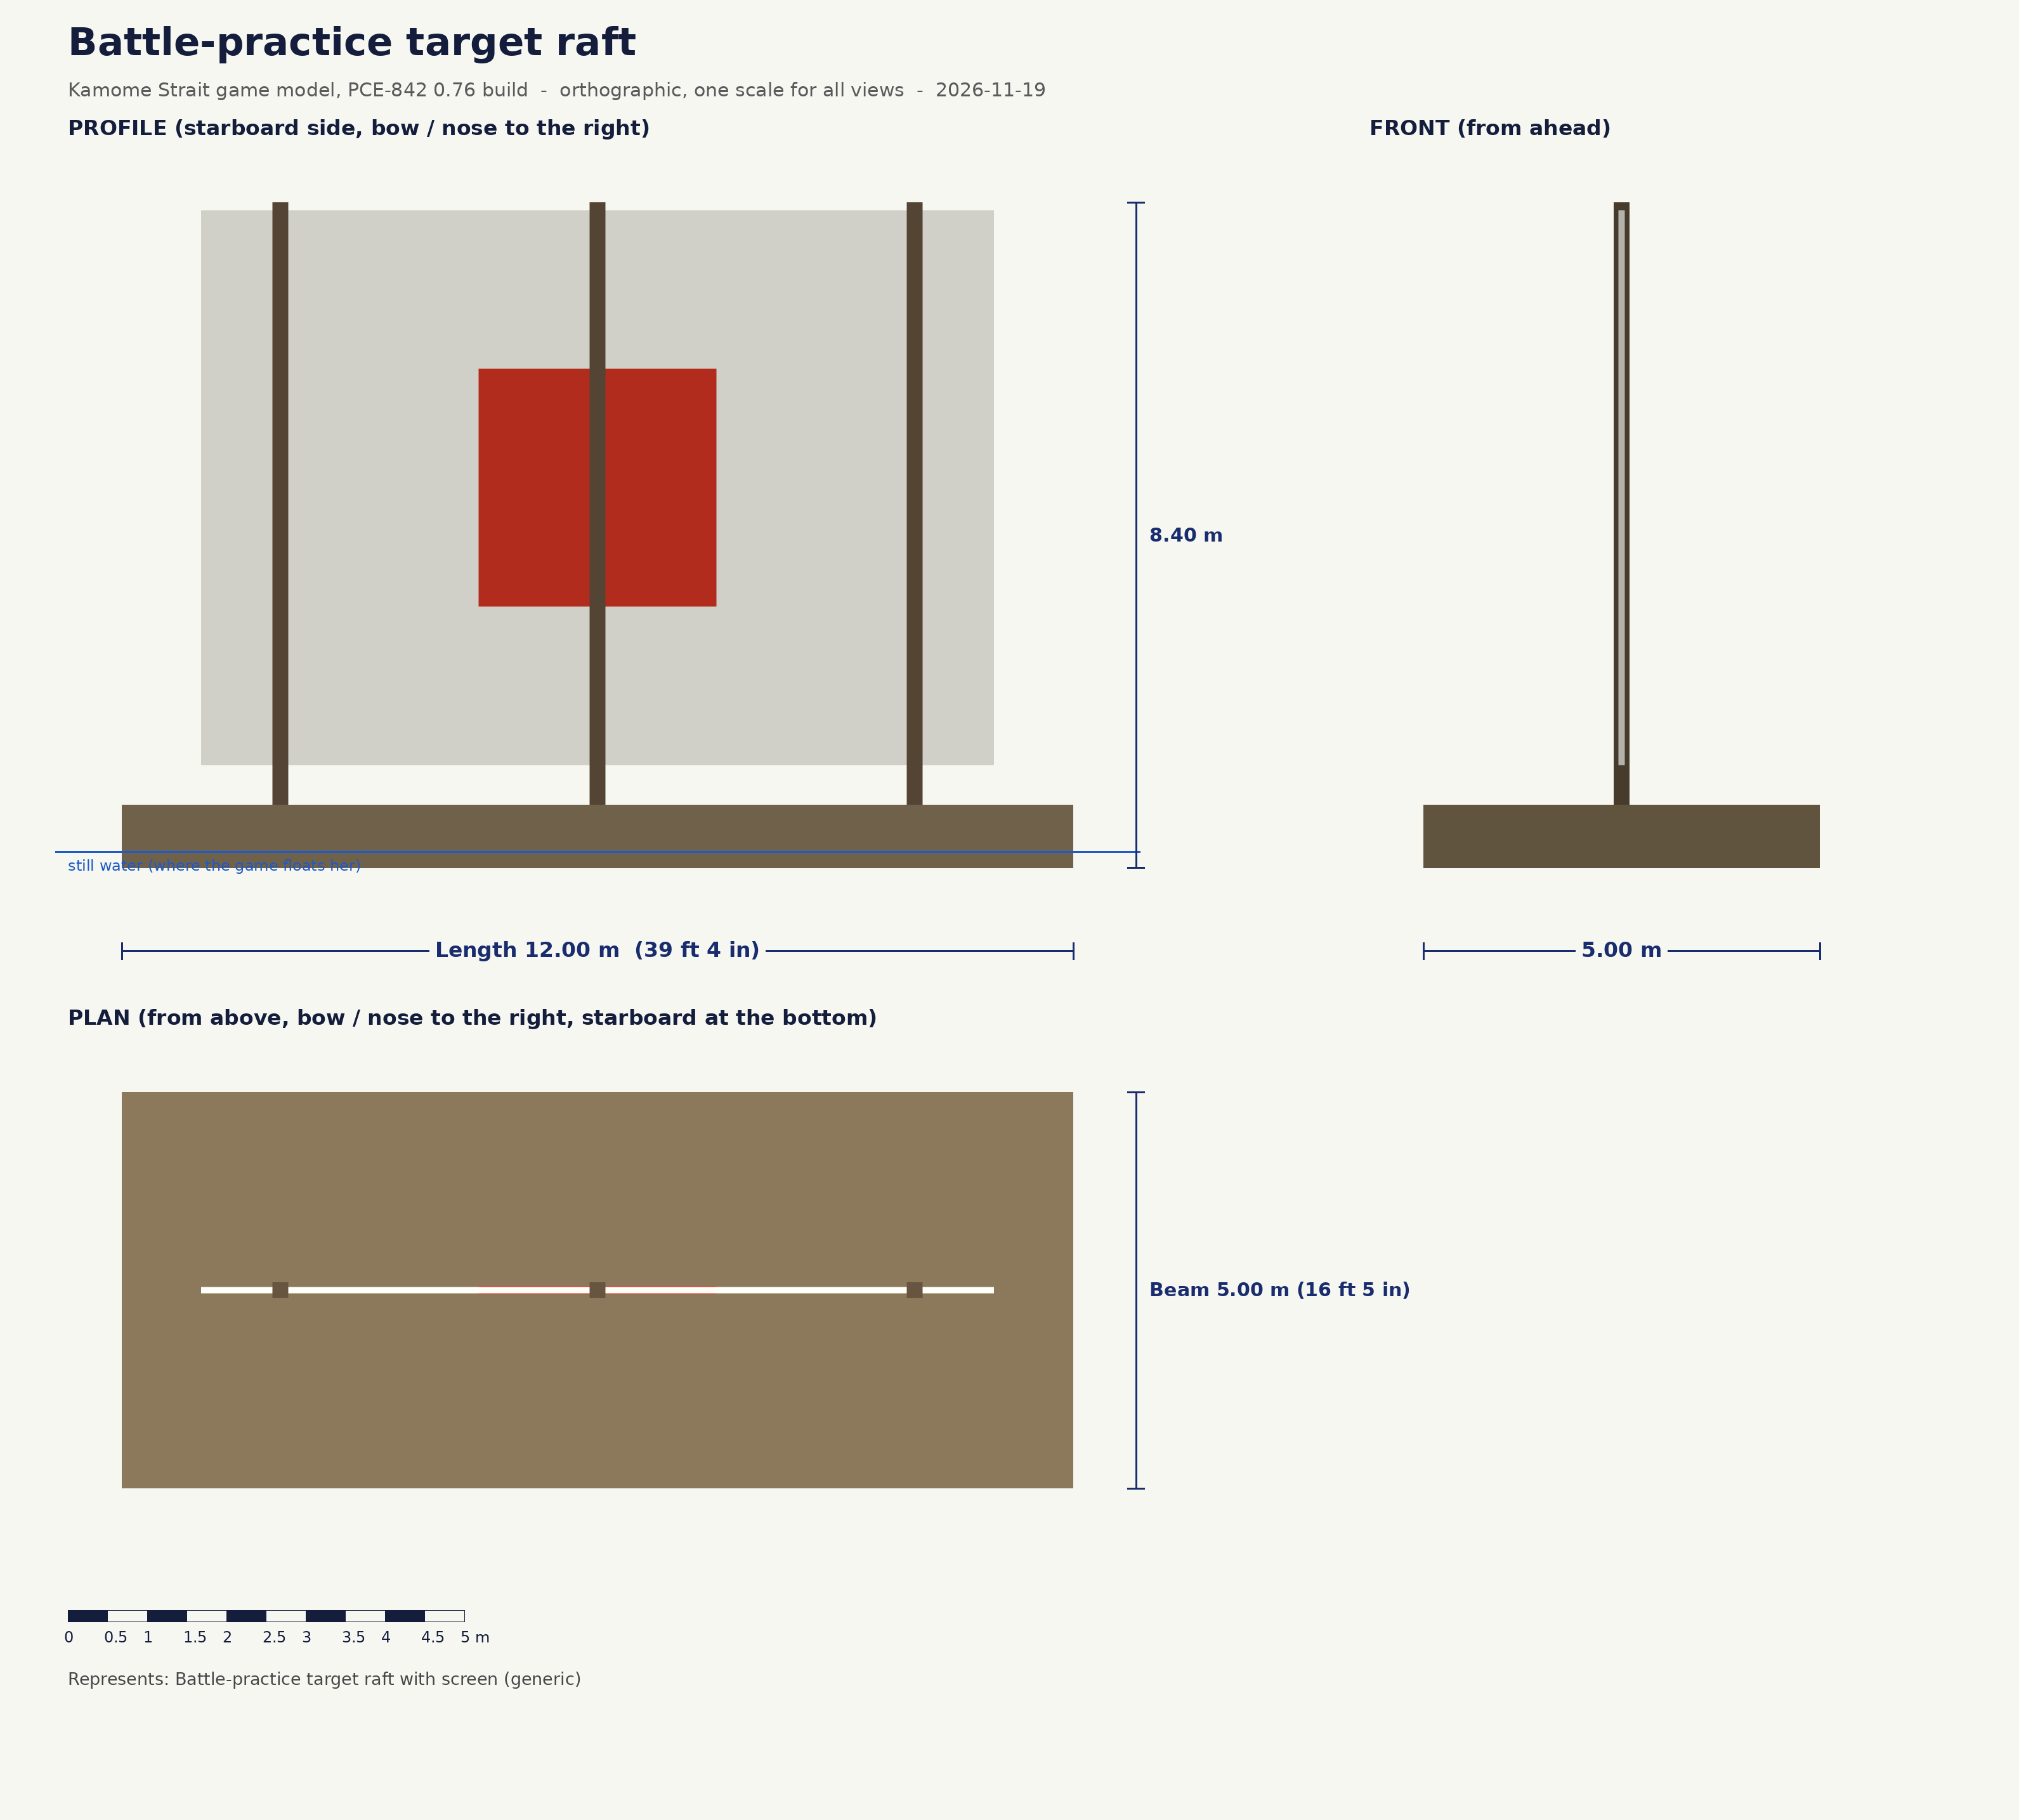 Battle-practice target raft
Kamome Strait game model, PCE-842 0.76 build - orthographic, one scale for all views - 2026-11-19
PROFILE (starboard side, bow / nose to the right)
FRONT (from ahead)
8.40 m
still water (where the game floats her)
Length 12.00 m (39 ft 4 in)
5.00 m
PLAN (from above, bow / nose to the right, starboard at the bottom)
Beam 5.00 m (16 ft 5 in)
0 0.5 1 1.5 2 2.5 3 3.5 4 4.5 5 m
Represents: Battle-practice target raft with screen (generic)